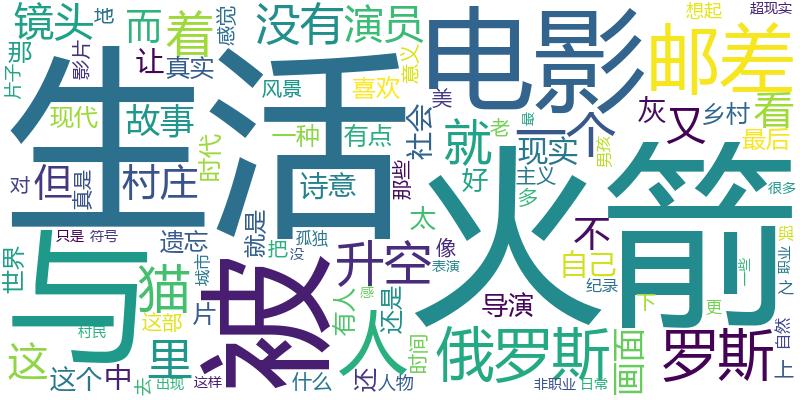 生活
火箭
电影
与
被
邮差
俄罗斯
罗斯
人
升空
村庄
猫
里
镜头
而
着
没有
演员
故事
但
诗意
就
一个
现实
又
看
不
自己
画面
导演
这
这个
中
让
真实
感觉
地
影片
那
片子
现代
时代
对
真是
风景
喜欢
意义
美
一种
有点
社会
那些
老
最
好
主义
多
男孩
灰
乡村
最后
想起
超现实
很多
遗忘
就是
把
孤独
没
像
表演
太
只是
符号
世界
城市
片
这部
村民
去
出现
这样
什么
还
人物
还是
有人
感
时间
纪录
下
更
一些
职业
之
與
自然
上
非职业
日常